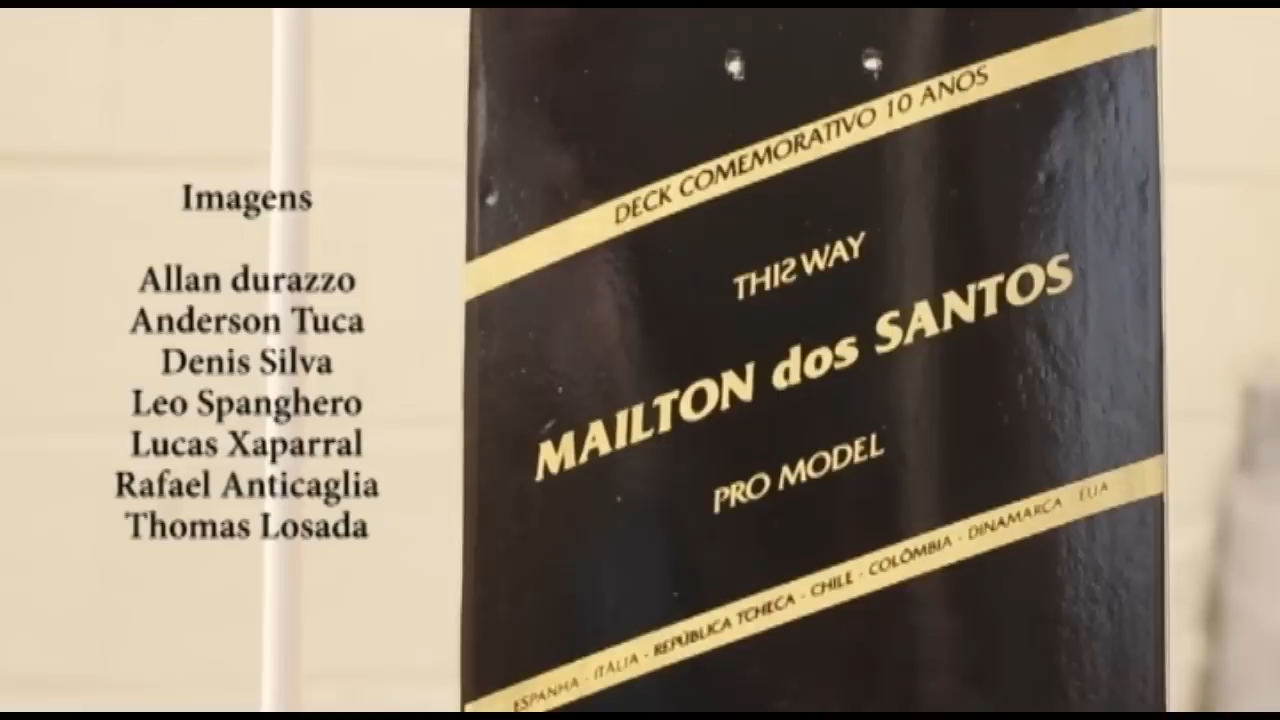 Imagens
Allan durazzo
Anderson Tuca
Denis Silva
Leo Spanghero
Lucas Xaparral
Rafael Anticaglia
Thomas Losada
DECK COMEMORATIVO 10 ANOS
THIS WAY
MAILTON dos SANTOS
PRO MODEL
ESPANHA - ITÁLIA - REPÚBLICA TCHECA - CHILE - COLÔMBIA - DINAMARCA - EUA